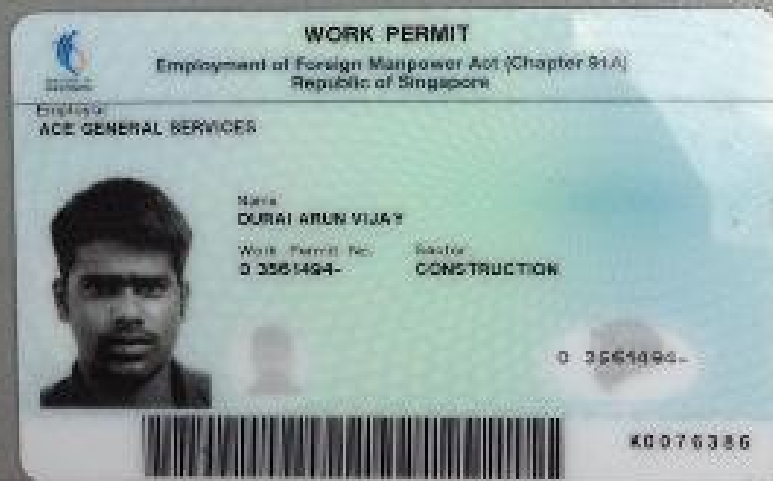 WORK PERMIT
Employment of Foreign Manpower Act (Chapter 91A)
Republic of Singapore
Employer
ACE GENERAL SERVICES
Name
DURAI ARUN VIJAY
Work Permit No. Sector
0 3561494- CONSTRUCTION
0 3561494-
K0076386